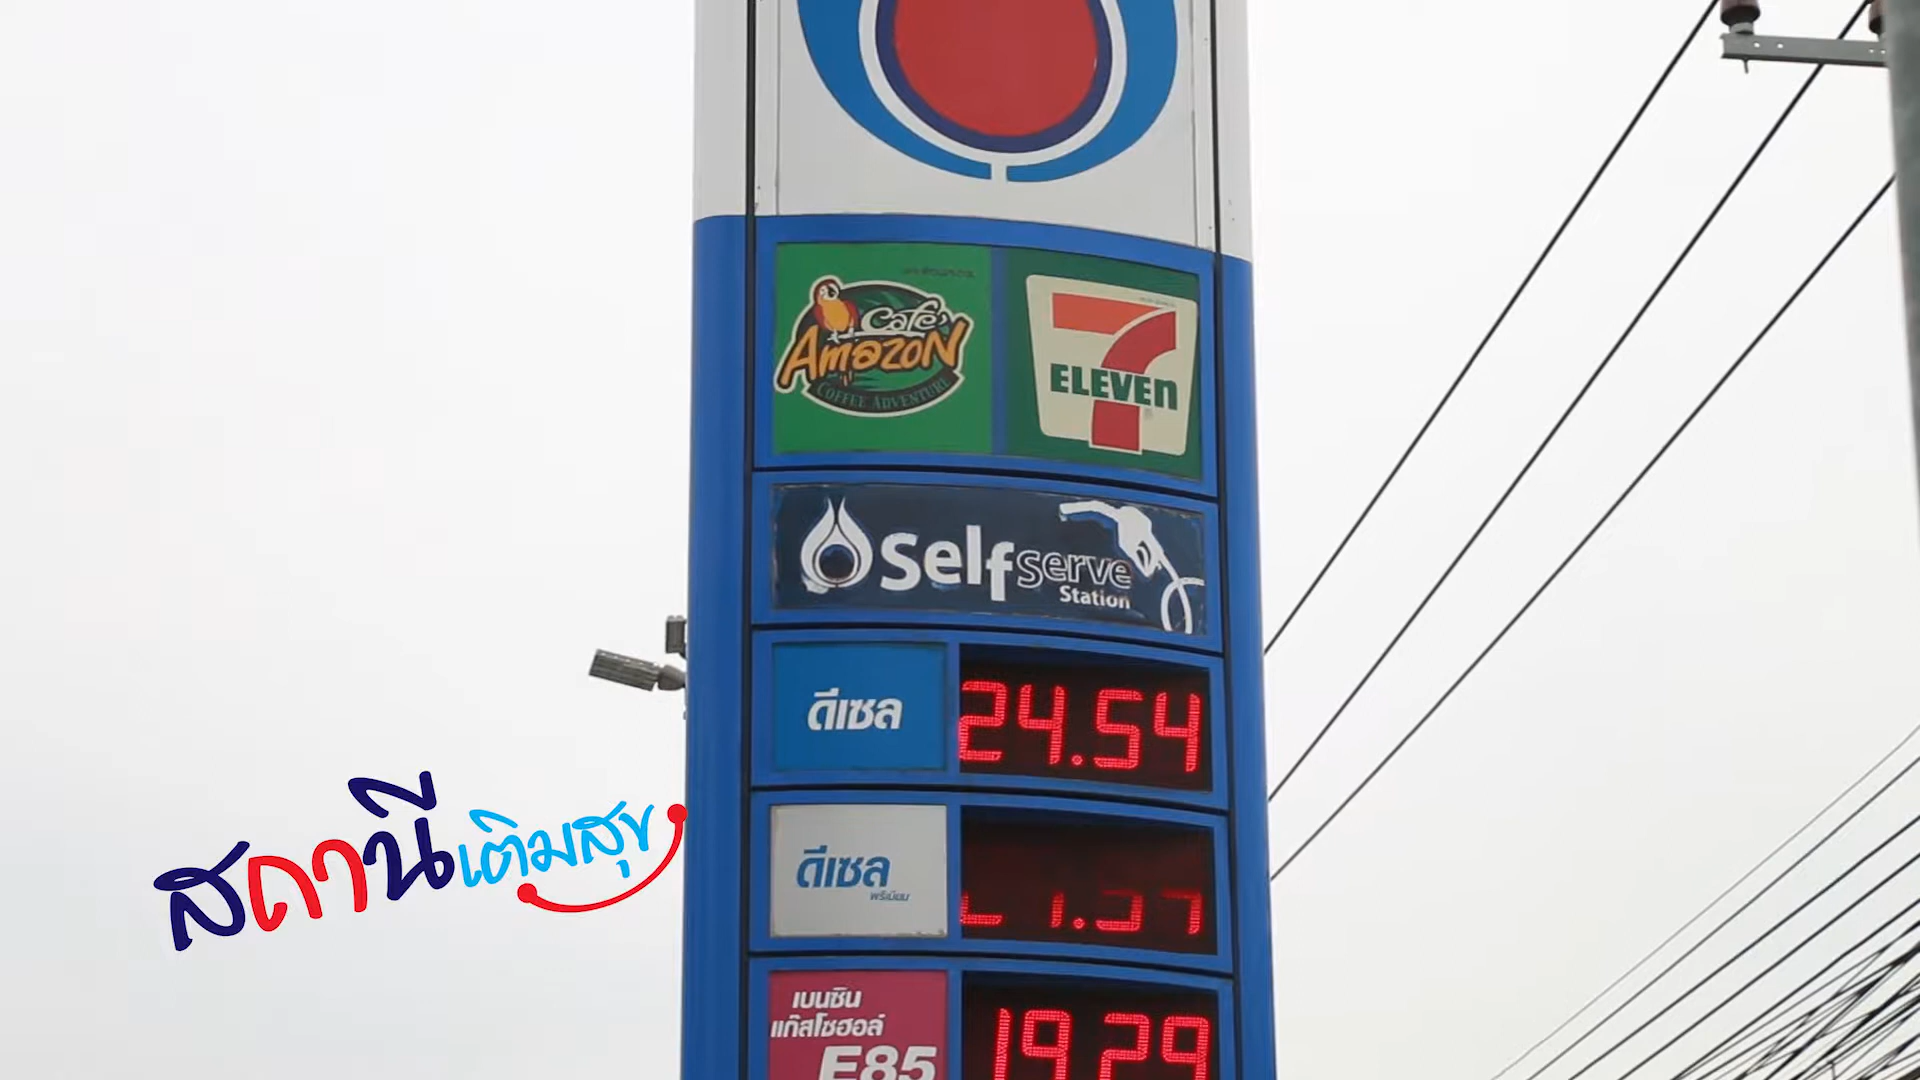 Café
Amazon
COFFEE ADVENTURE
7
ELEVEn
Self serve
Station
ดีเซล 24.54
ดีเซล
พรีเมียม
เบนซิน
แก๊สโซฮอล์
E85 19.29
สถานีเติมสุข